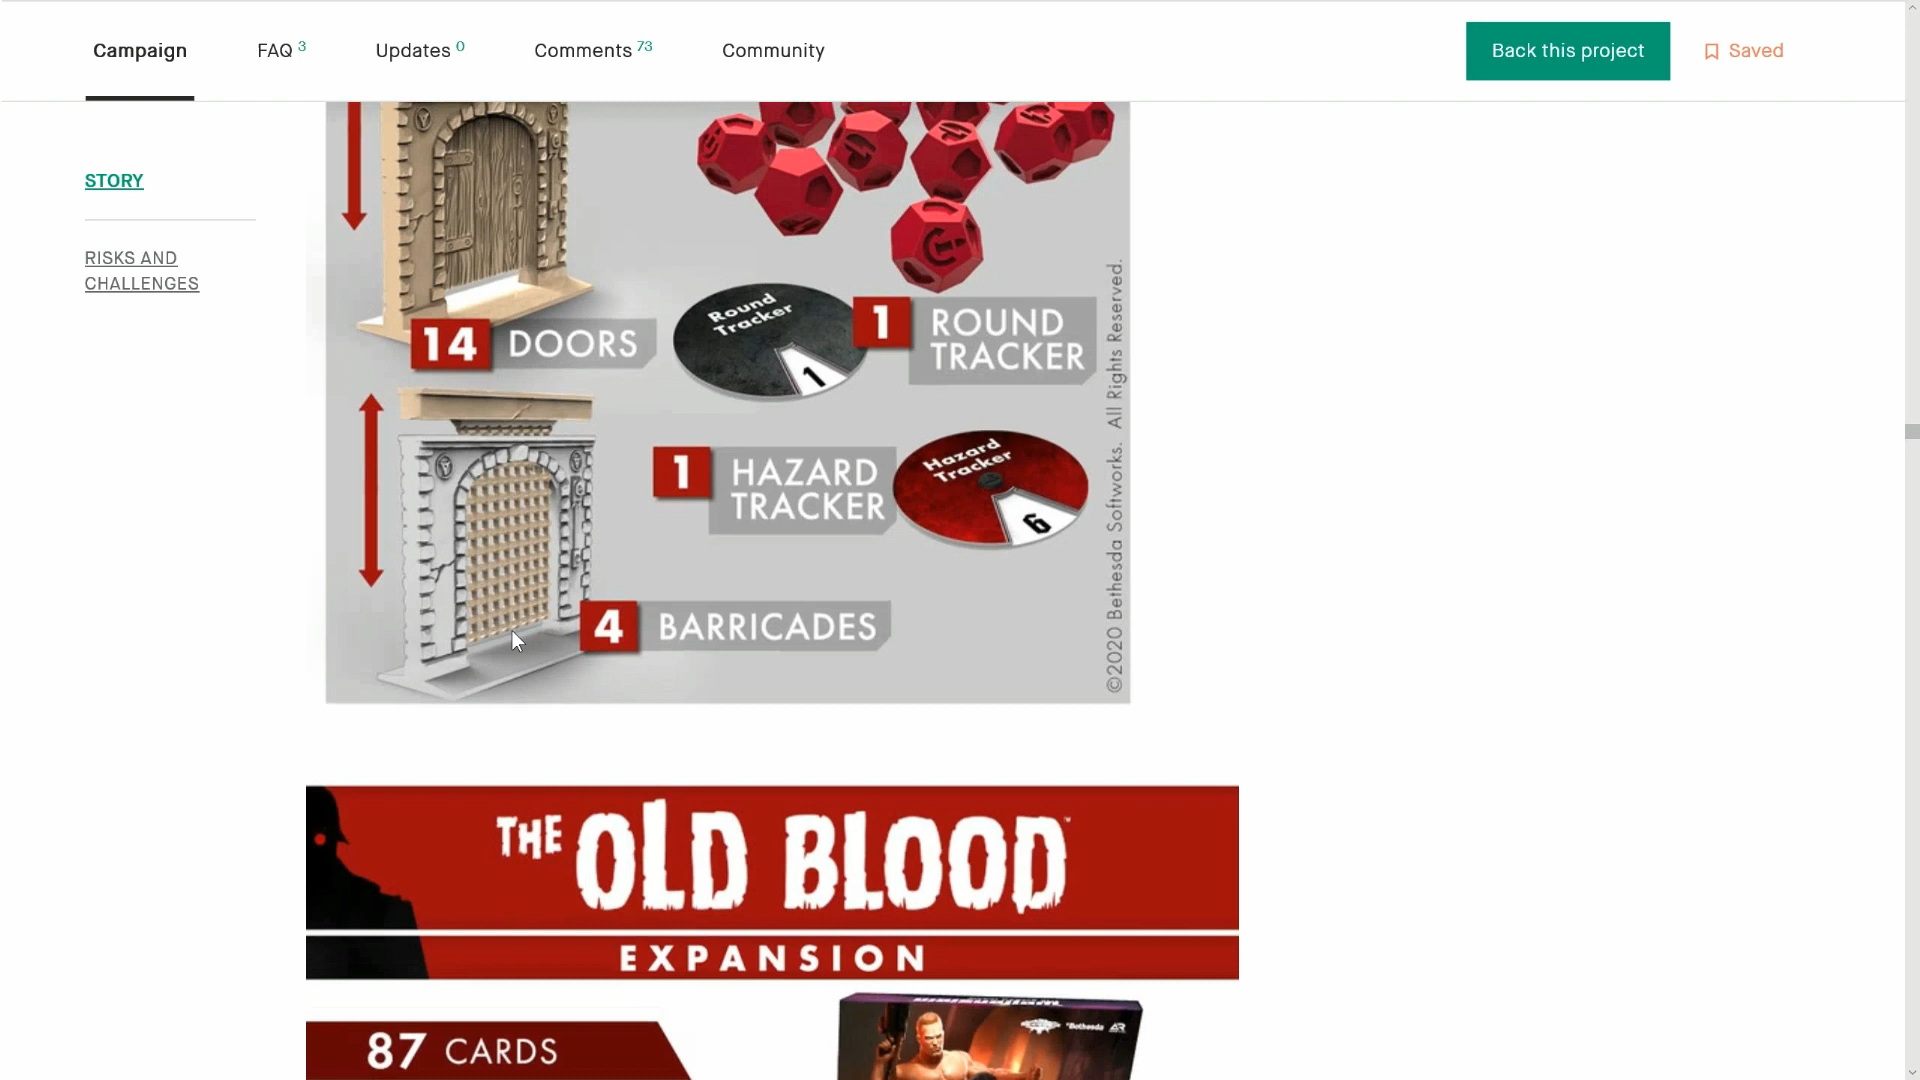 Campaign
FAQ 3
Updates 0
Comments 73
Community
Back this project
Saved
STORY
RISKS AND
CHALLENGES
14 DOORS
Round
Tracker
1
1 ROUND
TRACKER
1 HAZARD
TRACKER
Hazard
Tracker
6
4 BARRICADES
©2020 Bethesda Softworks. All Rights Reserved.
THE OLD BLOOD™
EXPANSION
87 CARDS
Bethesda